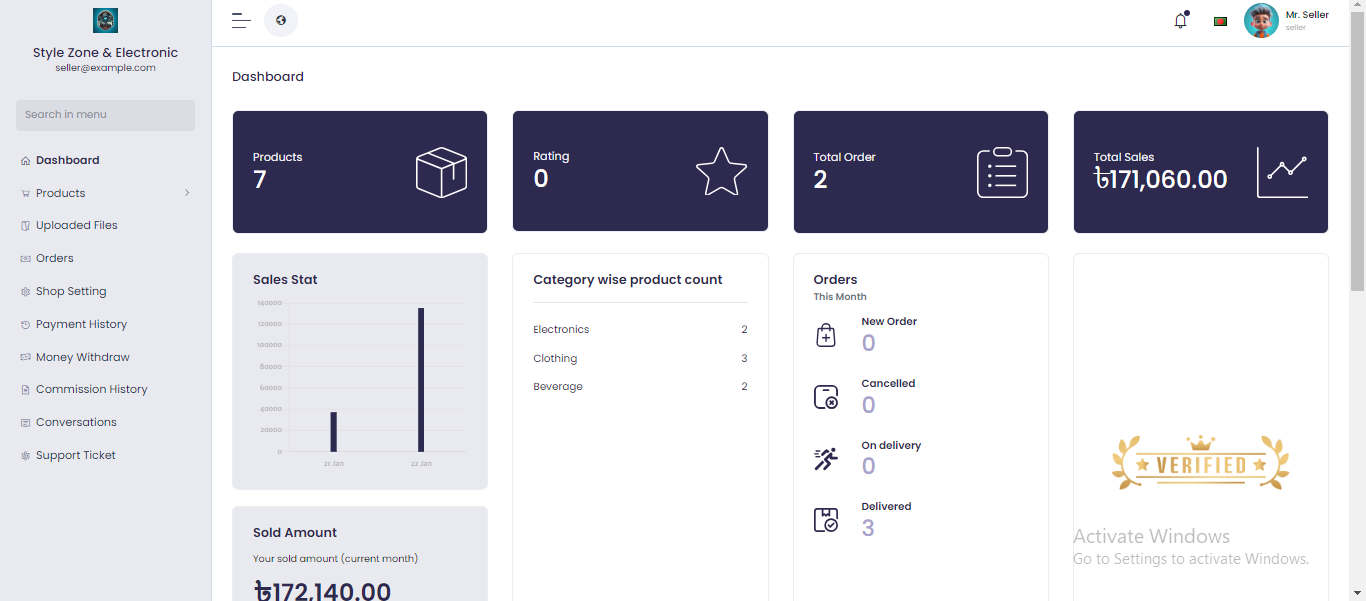 Style Zone & Electronic
seller@example.com
Search in menu
Dashboard
Products
Uploaded Files
Orders
Shop Setting
Payment History
Money Withdraw
Commission History
Conversations
Support Ticket
Mr. Seller
seller
Dashboard
Products
7
Rating
0
Total Order
2
Total Sales
৳171,060.00
Sales Stat
140000
120000
100000
80000
60000
40000
20000
0
21 Jan
22 Jan
Sold Amount
Your sold amount (current month)
৳172,140.00
Category wise product count
Electronics 2
Clothing 3
Beverage 2
Orders
This Month
New Order
0
Cancelled
0
On delivery
0
Delivered
3
VERIFIED
Activate Windows
Go to Settings to activate Windows.